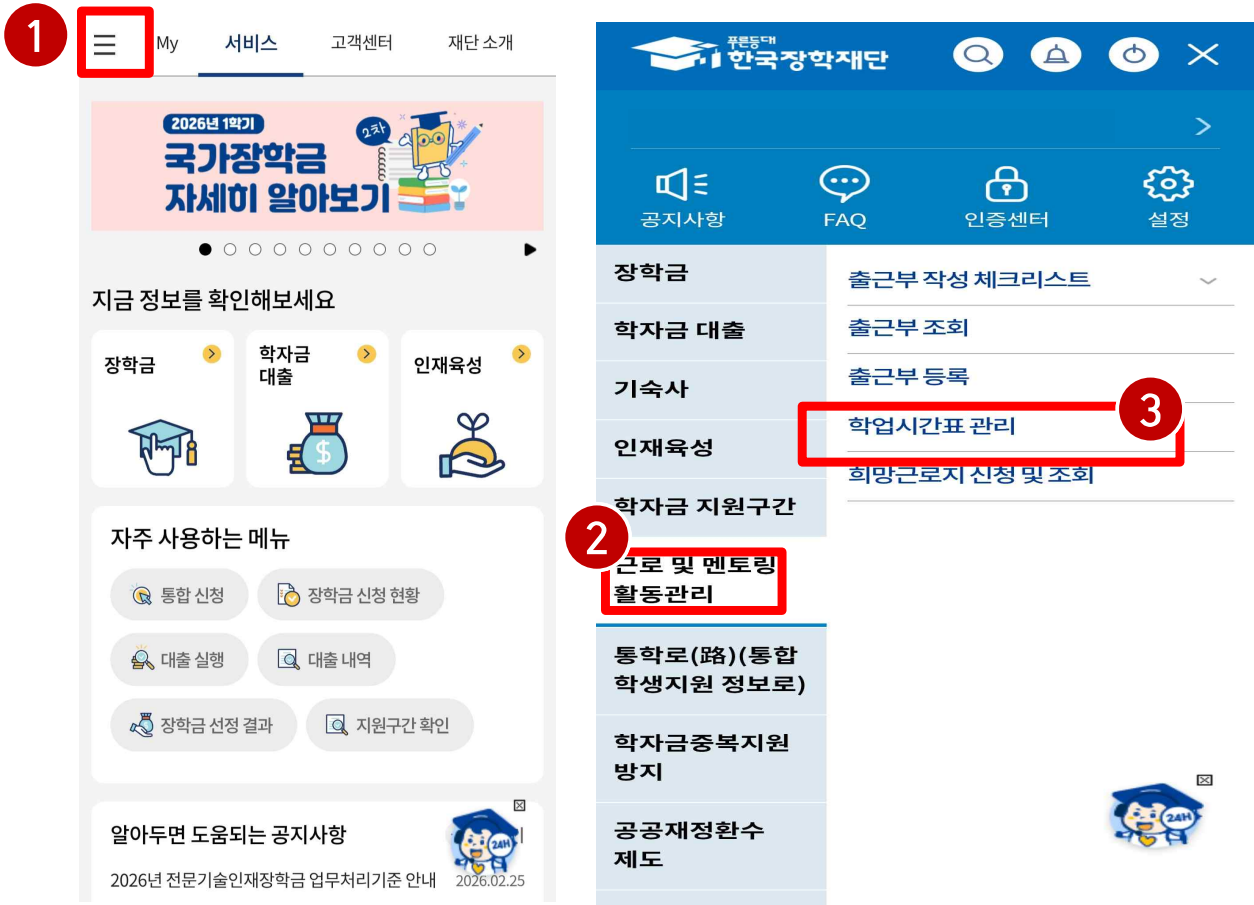 1
My 서비스 고객센터 재단 소개
2026년 1학기
2차
국가장학금
자세히 알아보기
지금 정보를 확인해보세요
장학금
학자금
대출
인재육성
자주 사용하는 메뉴
통합 신청
장학금 신청 현황
대출 실행
대출 내역
장학금 선정 결과
지원구간 확인
알아두면 도움되는 공지사항
24H
2026년 전문기술인재장학금 업무처리기준 안내 2026.02.25
푸른등대
한국장학재단
공지사항 FAQ 인증센터 설정
장학금
학자금 대출
기숙사
인재육성
학자금 지원구간
2
근로 및 멘토링
활동관리
통학로(路)(통합
학생지원 정보로)
학자금중복지원
방지
공공재정환수
제도
출근부 작성 체크리스트
출근부 조회
출근부 등록
3
학업시간표 관리
희망근로지 신청 및 조회
24H